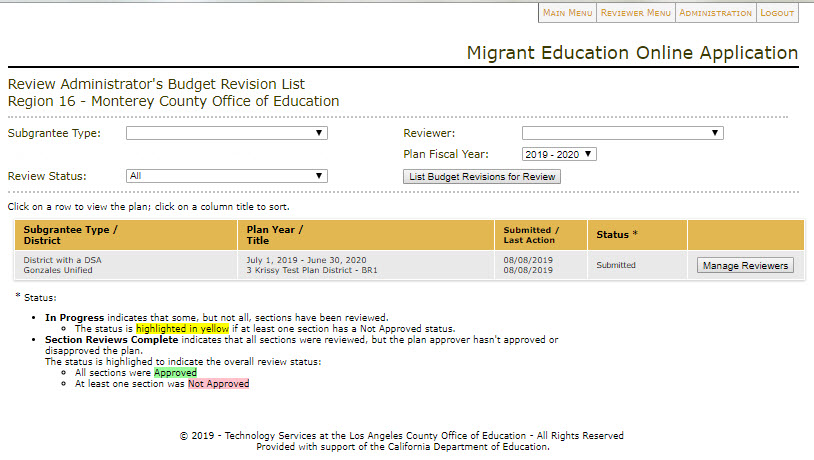 Main Menu | Reviewer Menu | Administration | Logout
Migrant Education Online Application
Review Administrator's Budget Revision List
Region 16 - Monterey County Office of Education
Subgrantee Type: Reviewer:
Plan Fiscal Year: 2019 - 2020
Review Status: All List Budget Revisions for Review
Click on a row to view the plan; click on a column title to sort.
Subgrantee Type / Plan Year / Submitted / Status *
District Title Last Action
District with a DSA July 1, 2019 - June 30, 2020 08/08/2019 Submitted Manage Reviewers
Gonzales Unified 3 Krissy Test Plan District - BR1 08/08/2019
* Status:
• In Progress indicates that some, but not all, sections have been reviewed.
The status is highlighted in yellow if at least one section has a Not Approved status.
• Section Reviews Complete indicates that all sections were reviewed, but the plan approver hasn't approved or
disapproved the plan.
The status is highlighed to indicate the overall review status:
All sections were Approved
At least one section was Not Approved
© 2019 - Technology Services at the Los Angeles County Office of Education - All Rights Reserved
Provided with support of the California Department of Education.